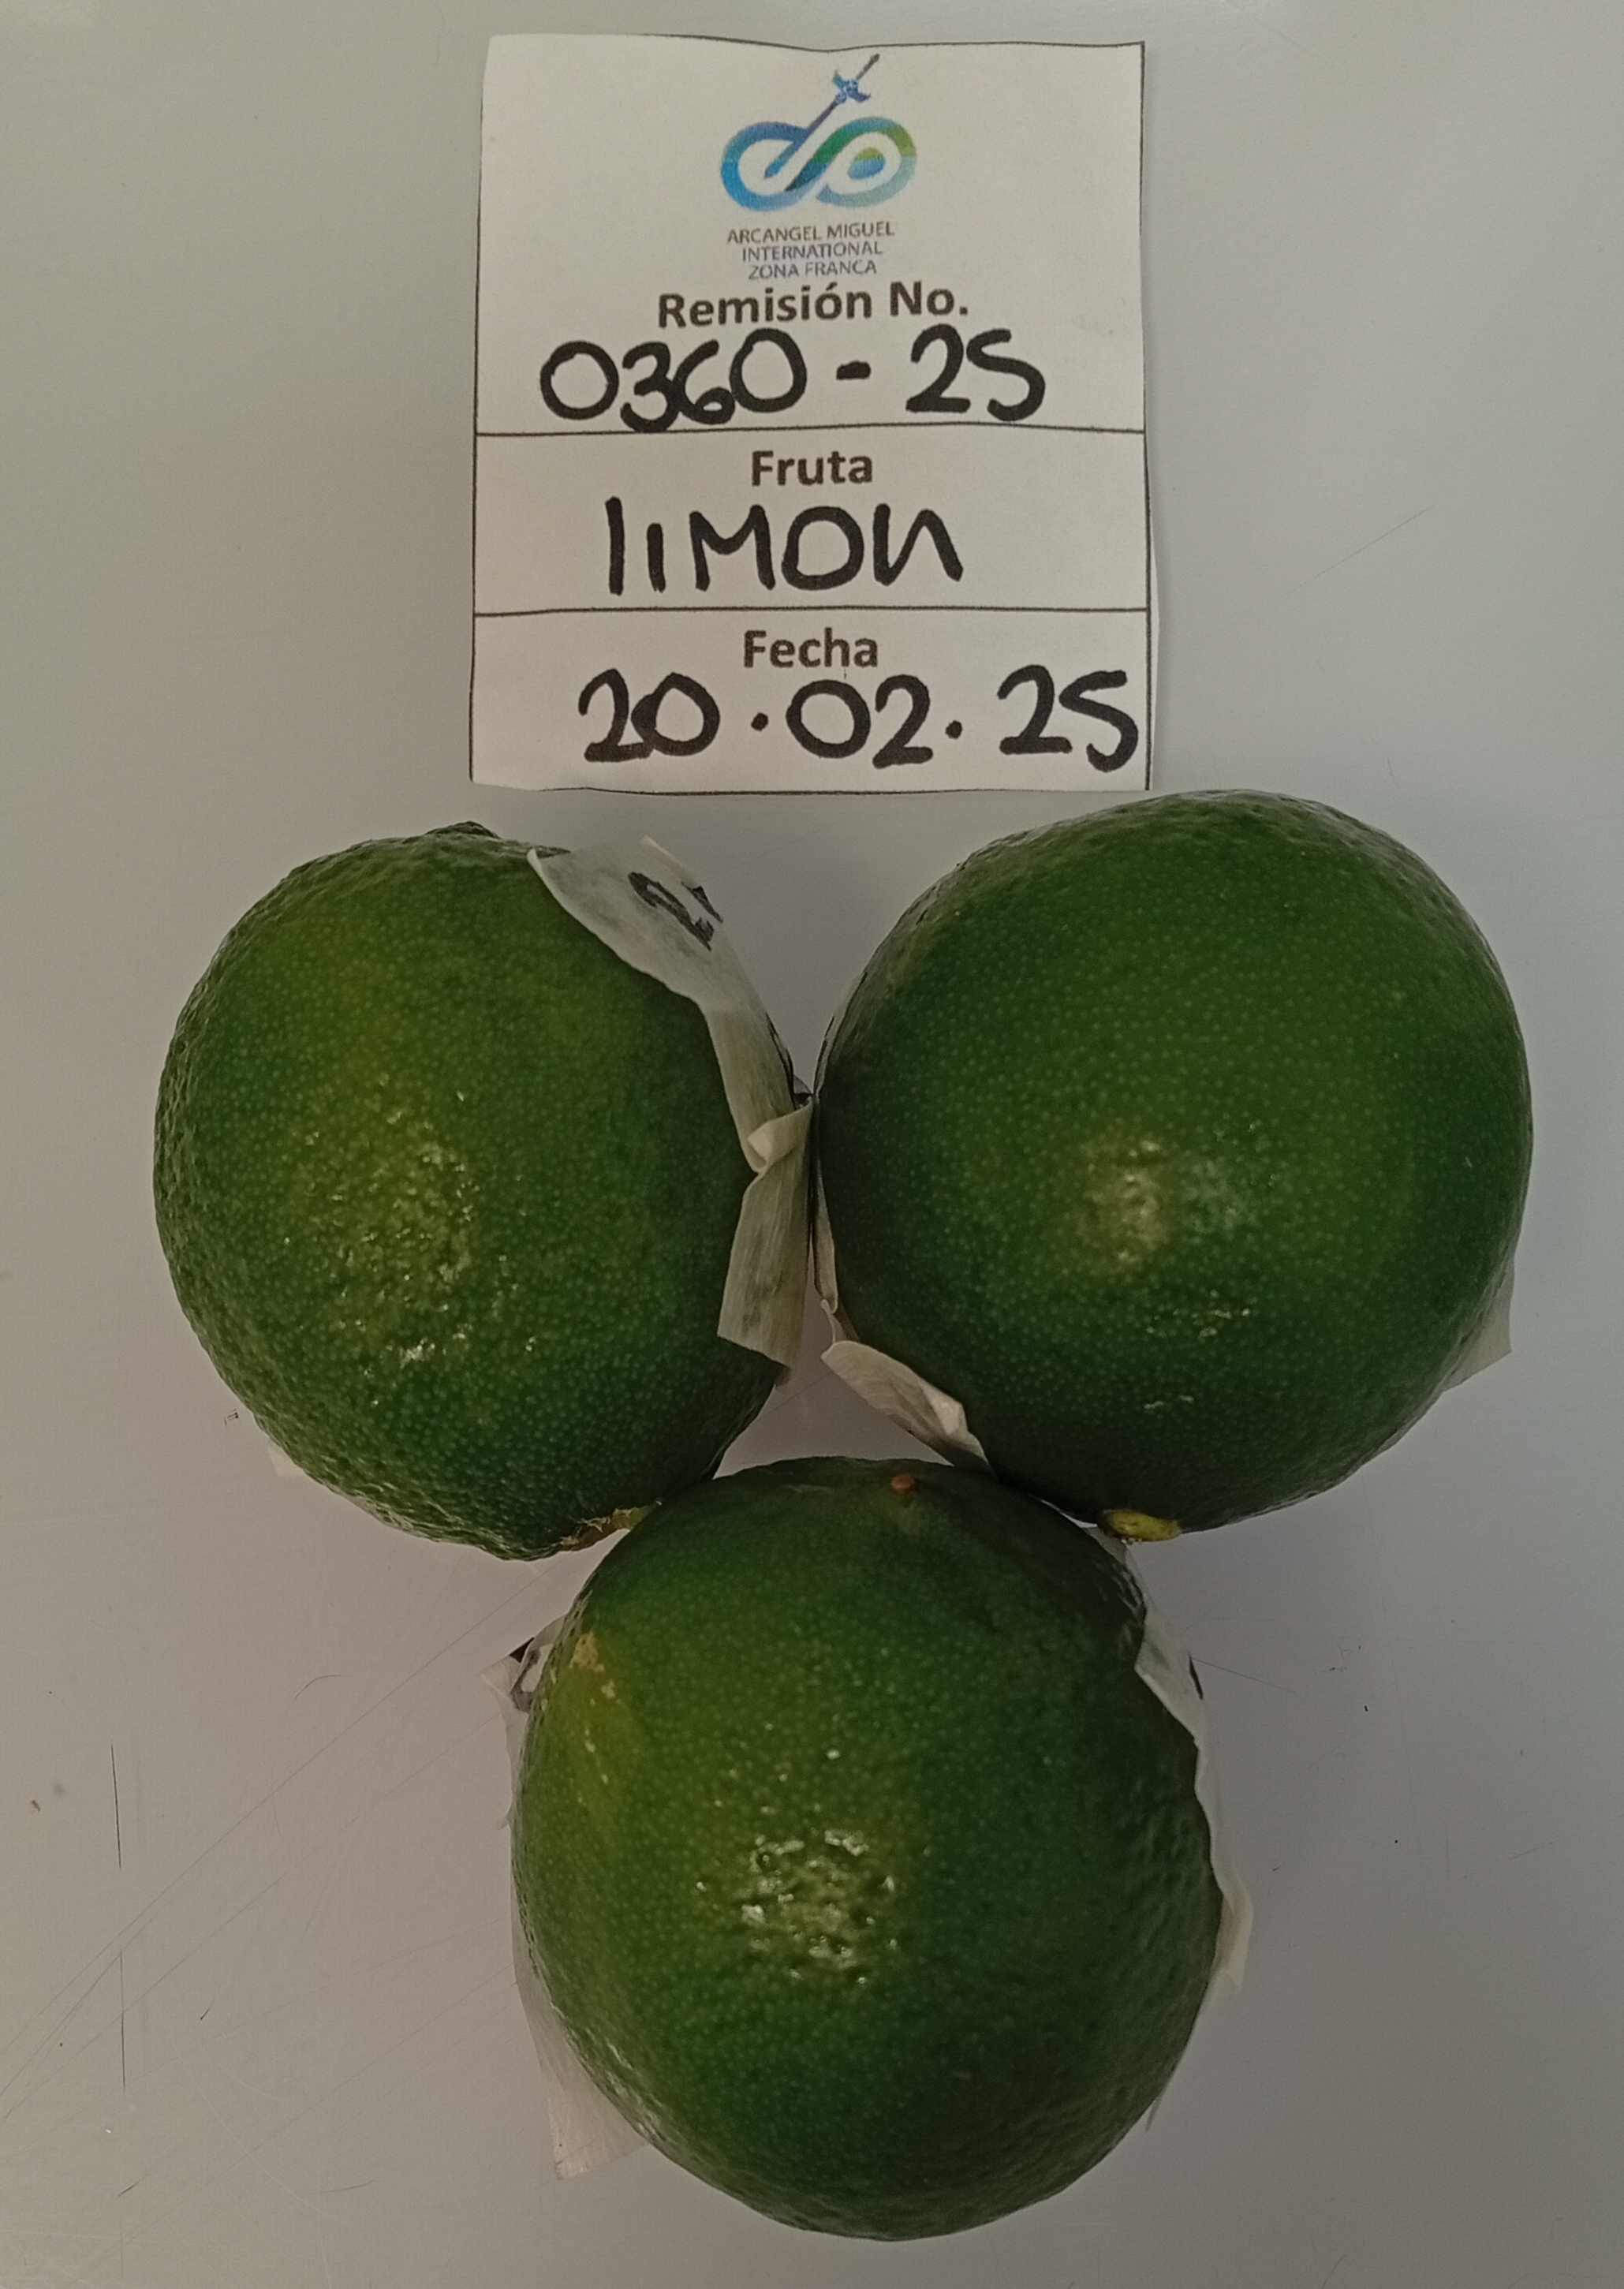 ARCANGEL MIGUEL
INTERNATIONAL
ZONA FRANCA
Remisión No.
0360-25
Fruta
lIMON
Fecha
20.02.25